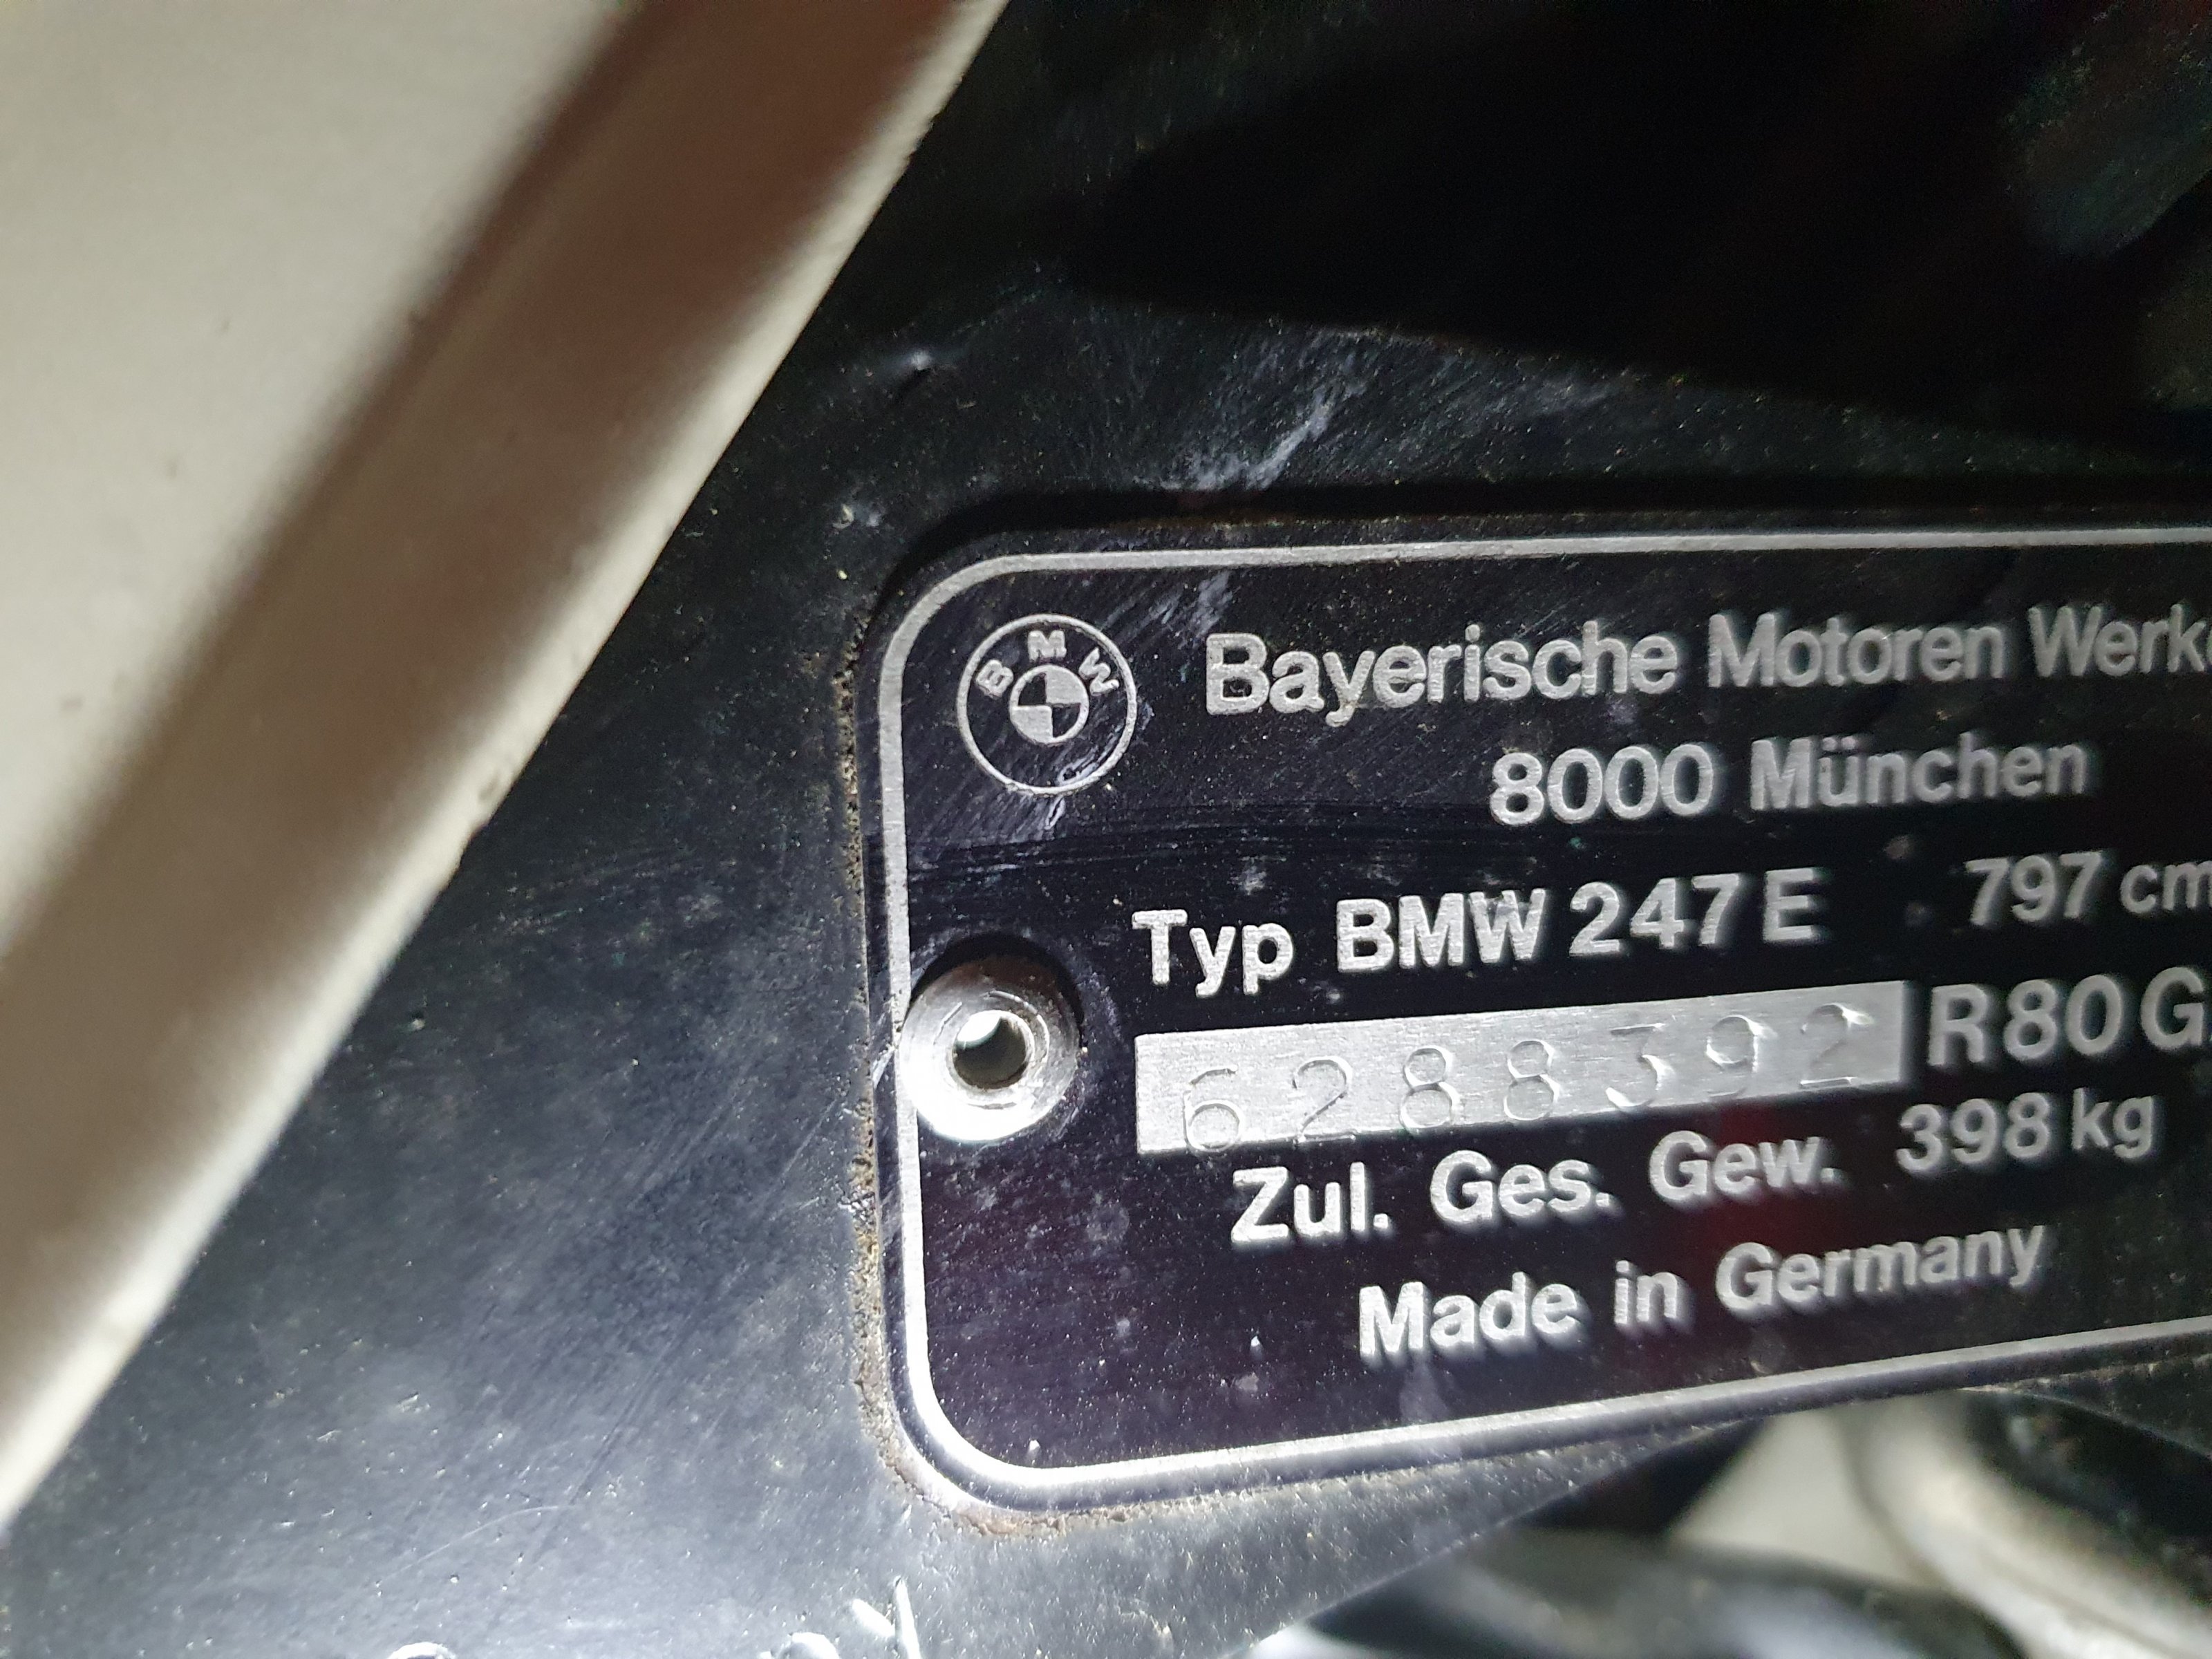 BMW
Bayerische Motoren Werk
8000 München
Typ BMW 247 E 797 cm
6288392 R80 G
Zul. Ges. Gew. 398 kg
Made in Germany